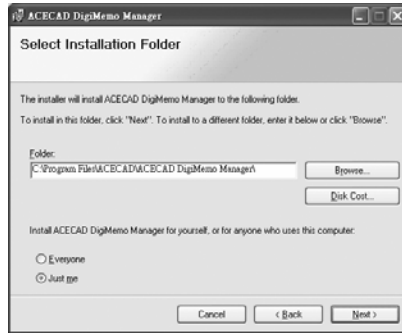 ACECAD DigiMemo Manager
Select Installation Folder
The installer will install ACECAD DigiMemo Manager to the following folder.
To install in this folder, click "Next". To install to a different folder, enter it below or click "Browse".
Folder:
C:\Program Files\ACECAD\ACECAD DigiMemo Manager\
Browse...
Disk Cost...
Install ACECAD DigiMemo Manager for yourself, or for anyone who uses this computer:
Everyone
Just me
Cancel
< Back
Next >